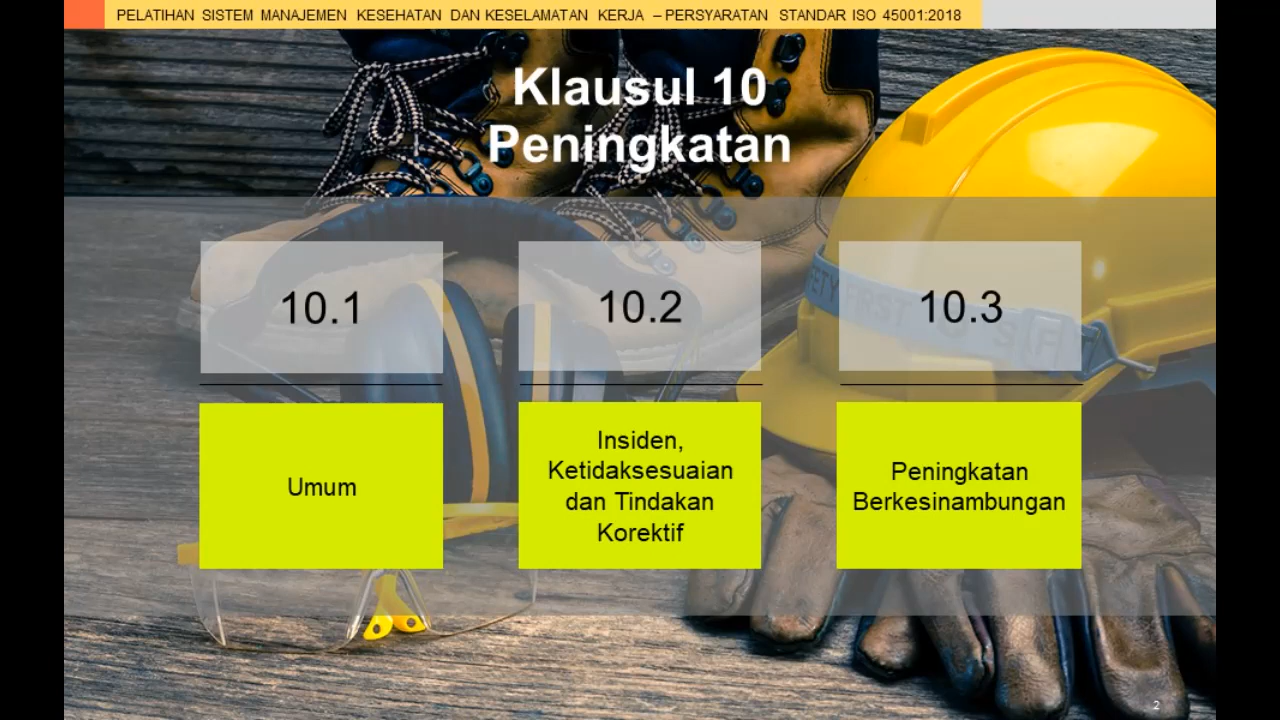 PELATIHAN SISTEM MANAJEMEN KESEHATAN DAN KESELAMATAN KERJA – PERSYARATAN STANDAR ISO 45001:2018
Klausul 10
Peningkatan
10.1
10.2
10.3
Umum
Insiden,
Ketidaksesuaian
dan Tindakan
Korektif
Peningkatan
Berkesinambungan
2